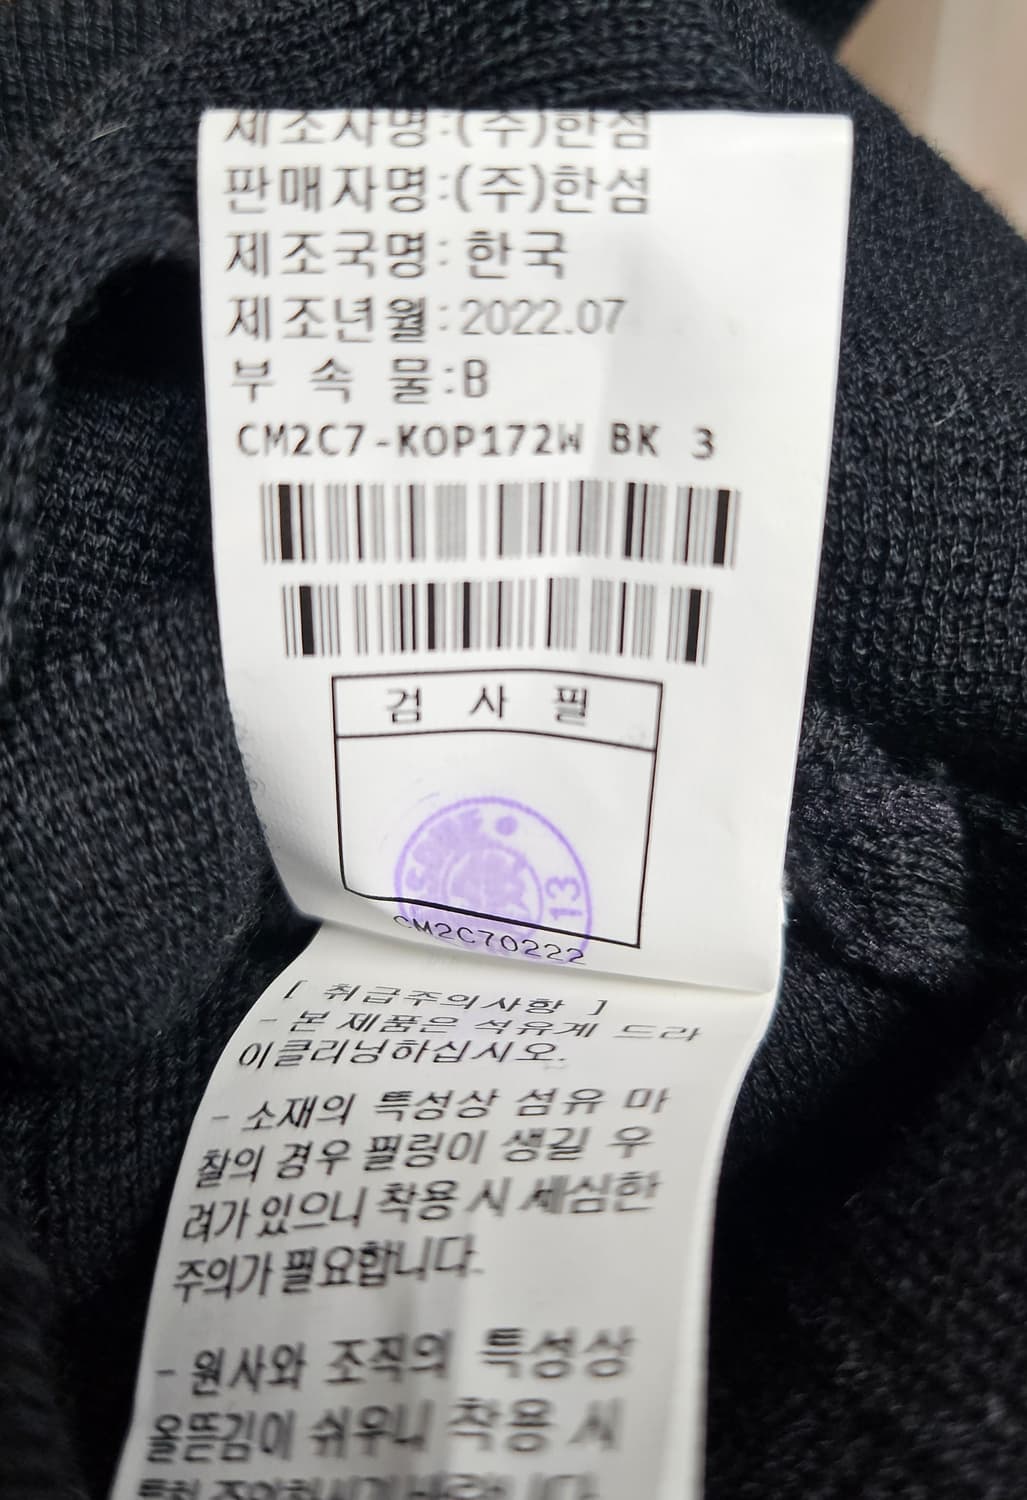 제조자명:(주)한섬
판매자명:(주)한섬
제조국명: 한국
제조년월:2022.07
부 속 물:B
CM2C7-KOP172W BK 3
검 사 필
13
CM2C70222
[ 취급주의사항 ]
- 본 제품은 석유계 드라
이클리닝하십시오.
- 소재의 특성상 섬유 마
찰의 경우 필링이 생길 우
려가 있으니 착용 시 세심한
주의가 필요합니다.
- 원사와 조직의 특성상
올뜯김이 쉬우니 착용 시